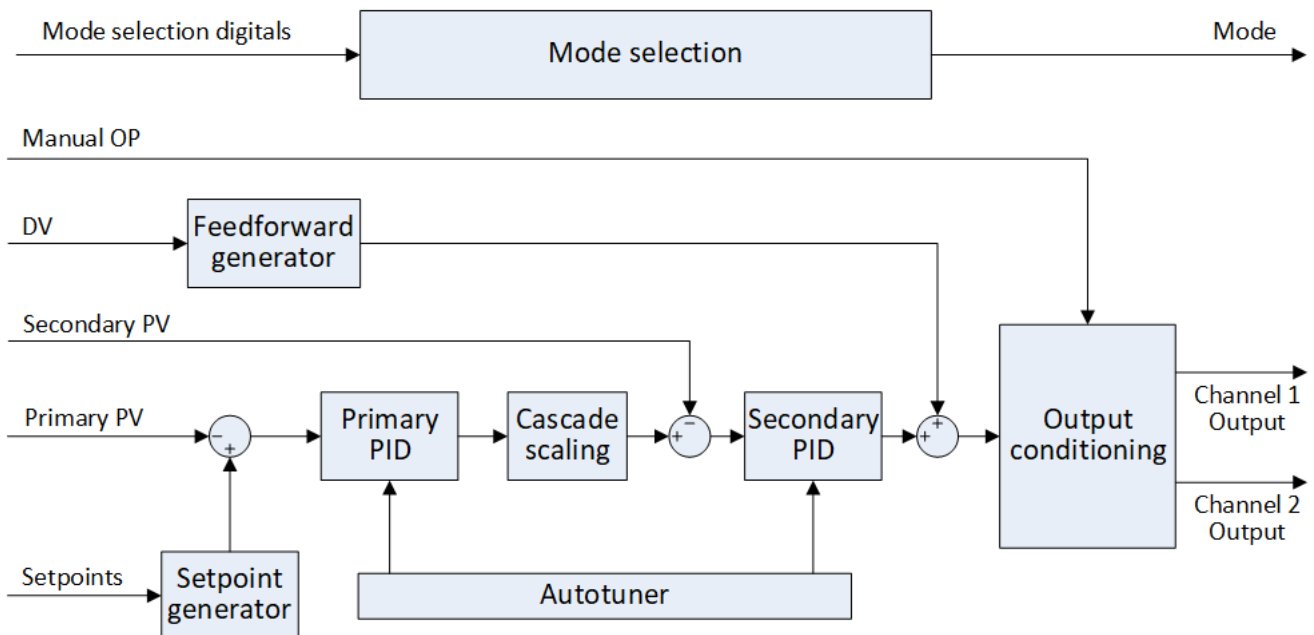 Mode selection digitals
Mode selection
Mode
Manual OP
DV
Feedforward
generator
Secondary PV
Primary PV
−
+
Primary
PID
Cascade
scaling
−
+
Secondary
PID
+
+
Output
conditioning
Channel 1
Output
Channel 2
Output
Setpoints
Setpoint
generator
Autotuner